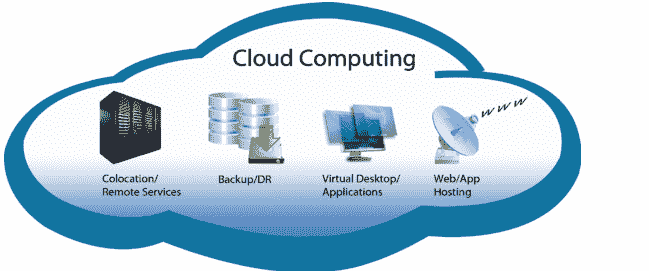 Cloud Computing
www
Colocation/
Remote Services
Backup/DR
Virtual Desktop/
Applications
Web/App
Hosting